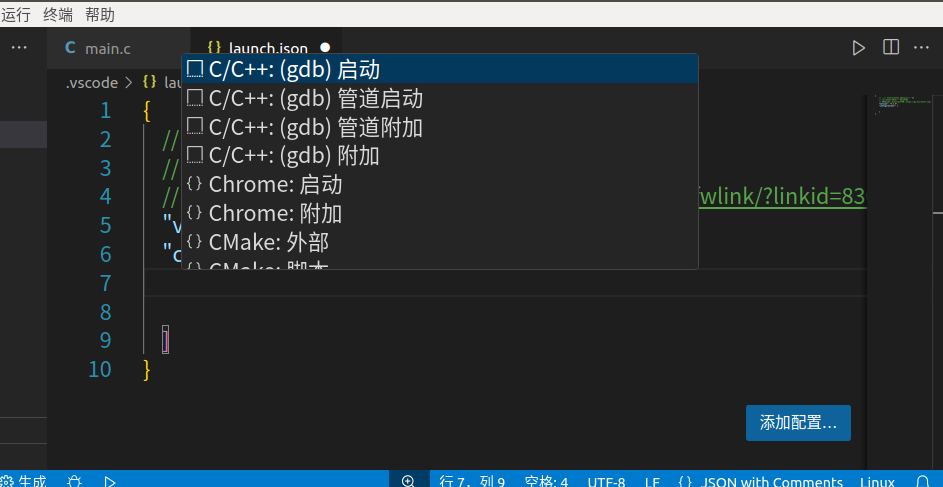 运行 终端 帮助
··· C main.c {} launch.json
.vscode > {}
C/C++: (gdb) 启动
C/C++: (gdb) 管道启动
C/C++: (gdb) 管道附加
C/C++: (gdb) 附加
Chrome: 启动
Chrome: 附加
CMake: 外部
CMake: 脚本
1 {
2 //
3 //
4 // wlink/?linkid=83
5 "v
6 "c
7
8
9 ]
10 }
添加配置...
生成 行 7，列 9 空格: 4 UTF-8 LF {} JSON with Comments Linux